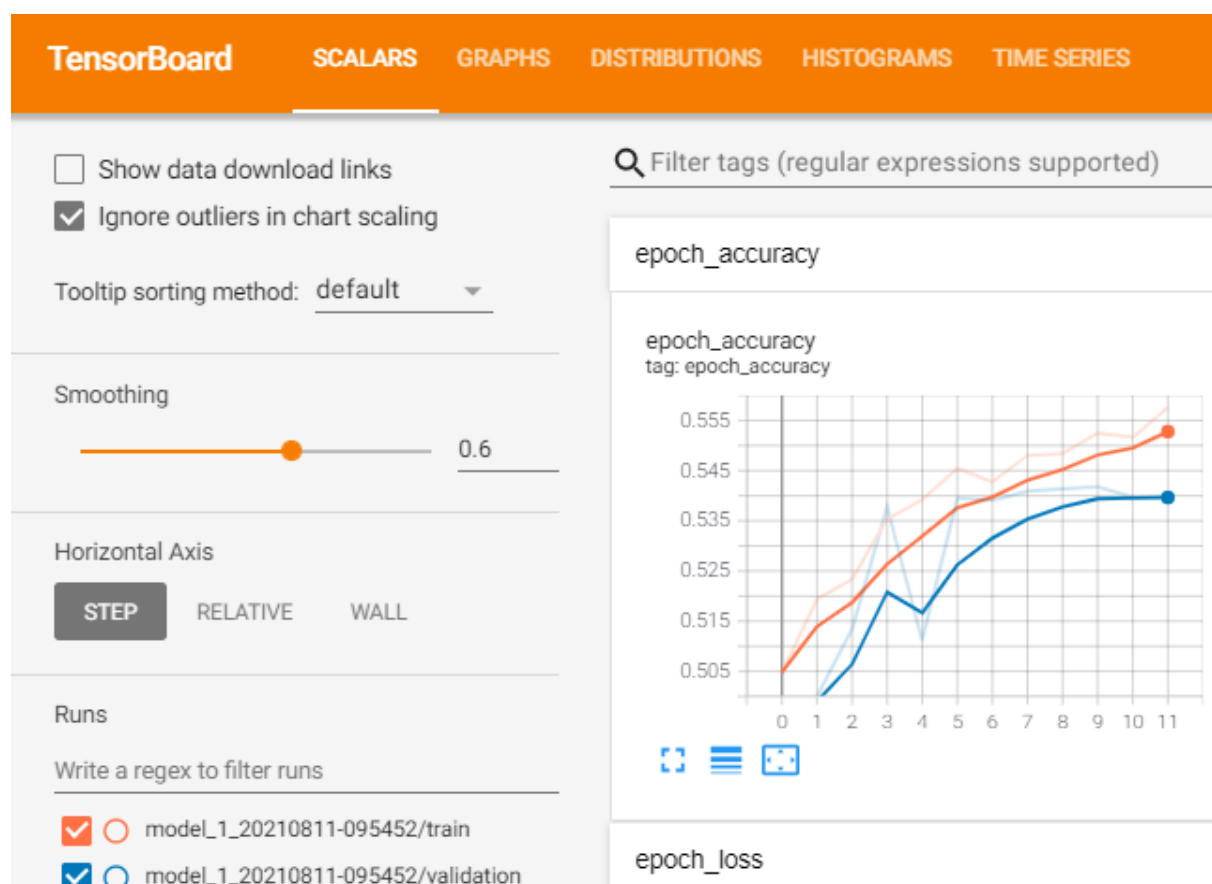 TensorBoard SCALARS GRAPHS DISTRIBUTIONS HISTOGRAMS TIME SERIES
Show data download links
Ignore outliers in chart scaling
Tooltip sorting method: default
Smoothing
0.6
Horizontal Axis
STEP RELATIVE WALL
Runs
Write a regex to filter runs
model_1_20210811-095452/train
model_1_20210811-095452/validation
Filter tags (regular expressions supported)
epoch_accuracy
epoch_accuracy
tag: epoch_accuracy
0.555
0.545
0.535
0.525
0.515
0.505
0 1 2 3 4 5 6 7 8 9 10 11
epoch_loss